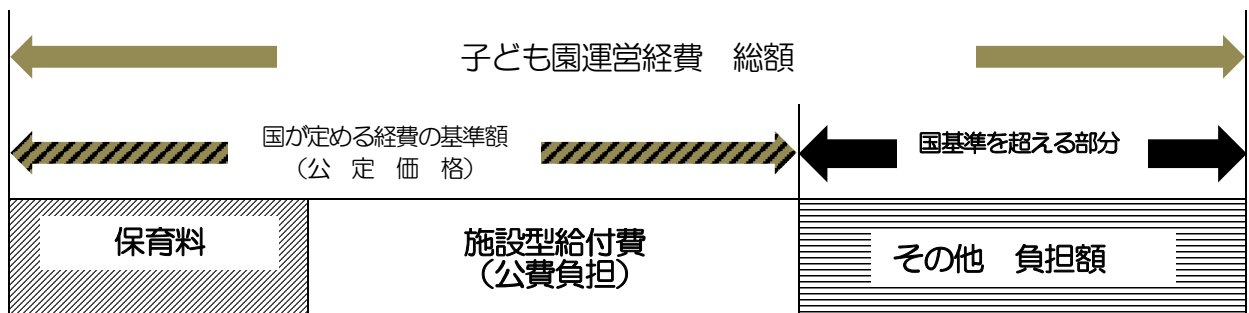 子ども園運営経費　総額
国が定める経費の基準額
（公　定　価　格）
国基準を超える部分
保育料
施設型給付費
（公費負担）
その他　負担額